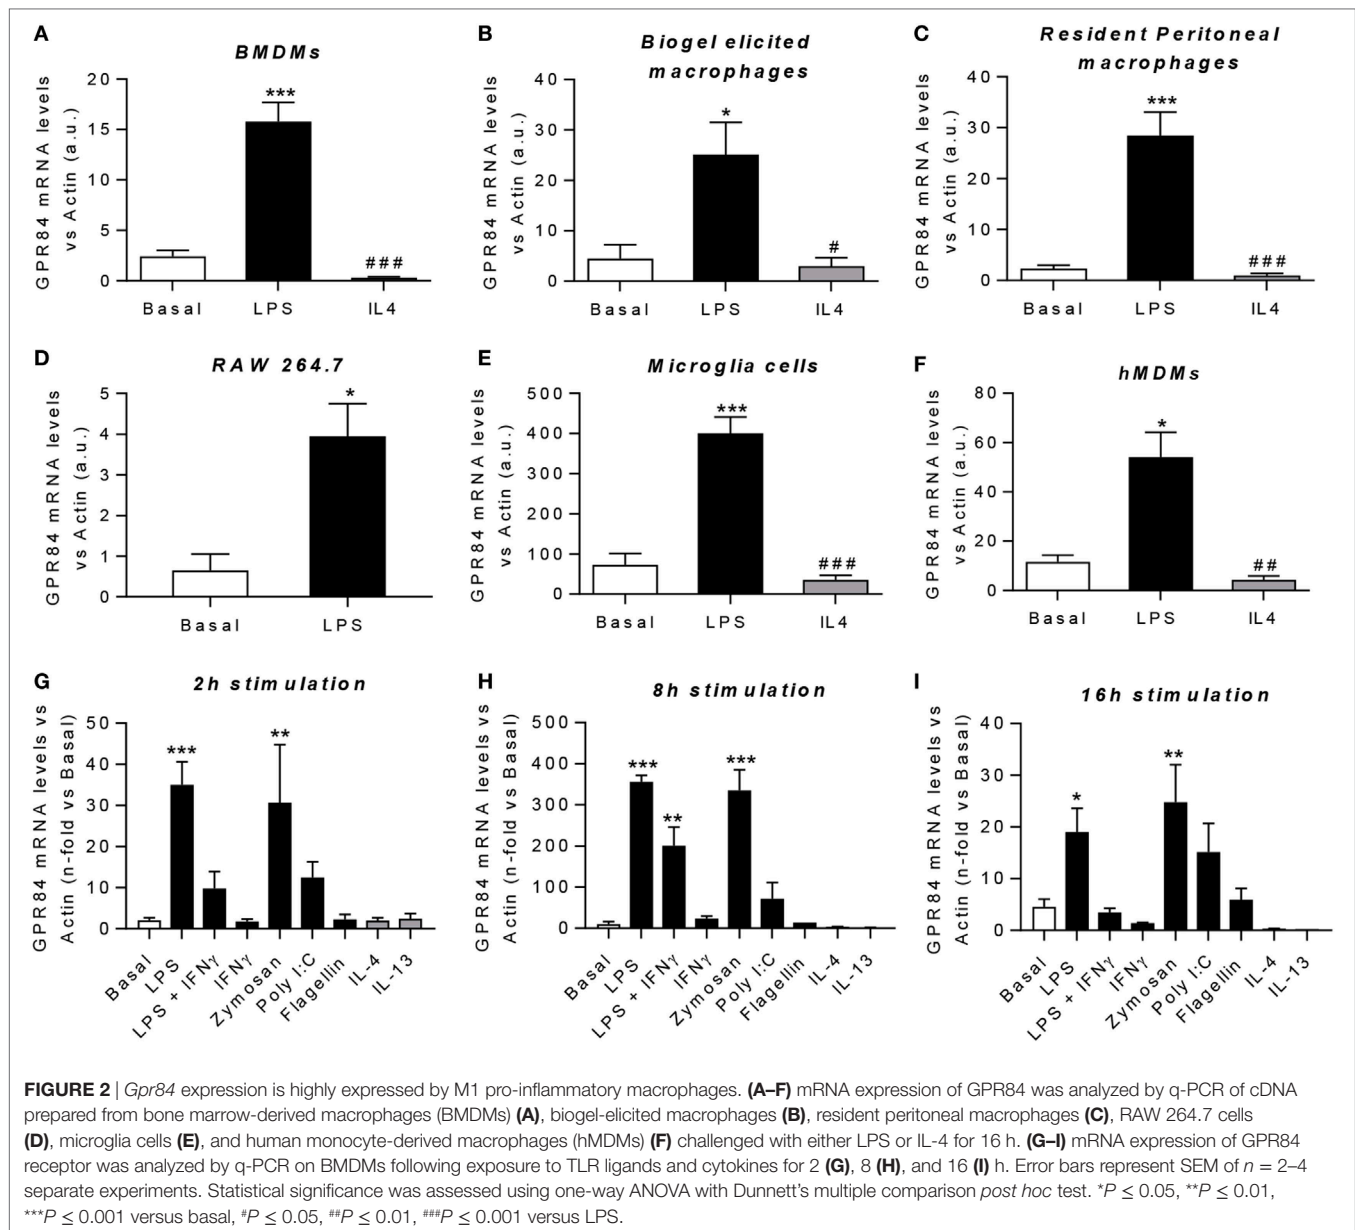 A
BMDMs
GPR84 mRNA levels
vs Actin (a.u.)
20
15
10
5
0
***
###
Basal
LPS
IL4
B
Biogel elicited
macrophages
GPR84 mRNA levels
vs Actin (a.u.)
40
30
20
10
0
*
#
Basal
LPS
IL4
C
Resident Peritoneal
macrophages
GPR84 mRNA levels
vs Actin (a.u.)
40
30
20
10
0
***
###
Basal
LPS
IL4
D
RAW 264.7
GPR84 mRNA levels
vs Actin (a.u.)
5
4
3
2
1
0
*
Basal
LPS
E
Microglia cells
GPR84 mRNA levels
vs Actin (a.u.)
500
400
300
200
100
0
***
###
Basal
LPS
IL4
F
hMDMs
GPR84 mRNA levels
vs Actin (a.u.)
80
60
40
20
0
*
##
Basal
LPS
IL4
G
2h stimulation
GPR84 mRNA levels vs
Actin (n-fold vs Basal)
50
40
30
20
10
0
***
**
Basal
LPS
LPS + IFNγ
IFNγ
Zymosan
Poly I:C
Flagellin
IL-4
IL-13
H
8h stimulation
GPR84 mRNA levels vs
Actin (n-fold vs Basal)
500
400
300
200
100
0
***
**
***
Basal
LPS
LPS + IFNγ
IFNγ
Zymosan
Poly I:C
Flagellin
IL-4
IL-13
I
16h stimulation
GPR84 mRNA levels vs
Actin (n-fold vs Basal)
40
30
20
10
0
*
**
Basal
LPS
LPS + IFNγ
IFNγ
Zymosan
Poly I:C
Flagellin
IL-4
IL-13
FIGURE 2 | Gpr84 expression is highly expressed by M1 pro-inflammatory macrophages. (A–F) mRNA expression of GPR84 was analyzed by q-PCR of cDNA
prepared from bone marrow-derived macrophages (BMDMs) (A), biogel-elicited macrophages (B), resident peritoneal macrophages (C), RAW 264.7 cells
(D), microglia cells (E), and human monocyte-derived macrophages (hMDMs) (F) challenged with either LPS or IL-4 for 16 h. (G–I) mRNA expression of GPR84
receptor was analyzed by q-PCR on BMDMs following exposure to TLR ligands and cytokines for 2 (G), 8 (H), and 16 (I) h. Error bars represent SEM of n = 2–4
separate experiments. Statistical significance was assessed using one-way ANOVA with Dunnett's multiple comparison post hoc test. *P ≤ 0.05, **P ≤ 0.01,
***P ≤ 0.001 versus basal, #P ≤ 0.05, ##P ≤ 0.01, ###P ≤ 0.001 versus LPS.